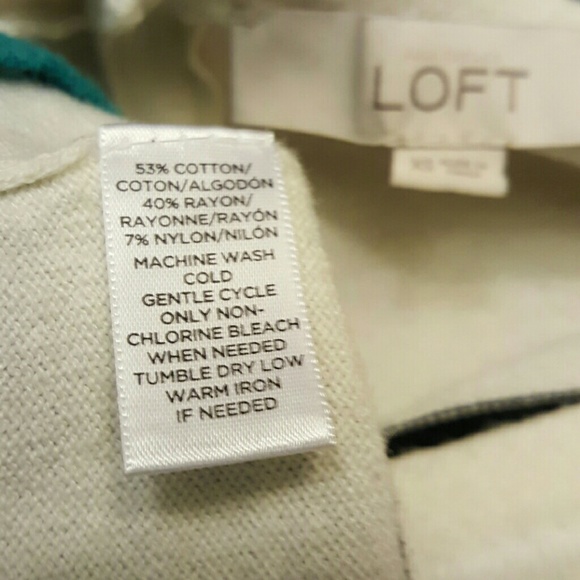 LOFT
53% COTTON/
COTON/ALGODÓN
40% RAYON/
RAYONNE/RAYÓN
7% NYLON/NILÓN
MACHINE WASH
COLD
GENTLE CYCLE
ONLY NON-
CHLORINE BLEACH
WHEN NEEDED
TUMBLE DRY LOW
WARM IRON
IF NEEDED